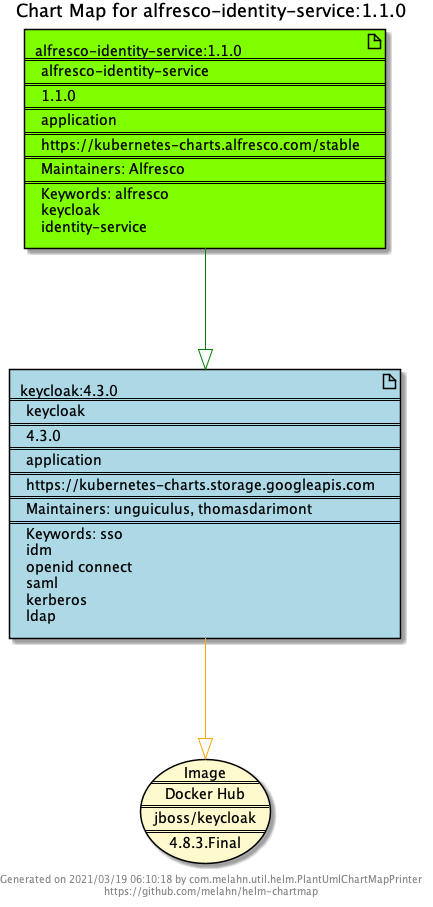 Chart Map for alfresco-identity-service:1.1.0
alfresco-identity-service:1.1.0
alfresco-identity-service
1.1.0
application
https://kubernetes-charts.alfresco.com/stable
Maintainers: Alfresco
Keywords: alfresco
keycloak
identity-service
keycloak:4.3.0
keycloak
4.3.0
application
https://kubernetes-charts.storage.googleapis.com
Maintainers: unguiculus, thomasdarimont
Keywords: sso
idm
openid connect
saml
kerberos
ldap
Image
Docker Hub
jboss/keycloak
4.8.3.Final
Generated on 2021/03/19 06:10:18 by com.melahn.util.helm.PlantUmlChartMapPrinter
https://github.com/melahn/helm-chartmap